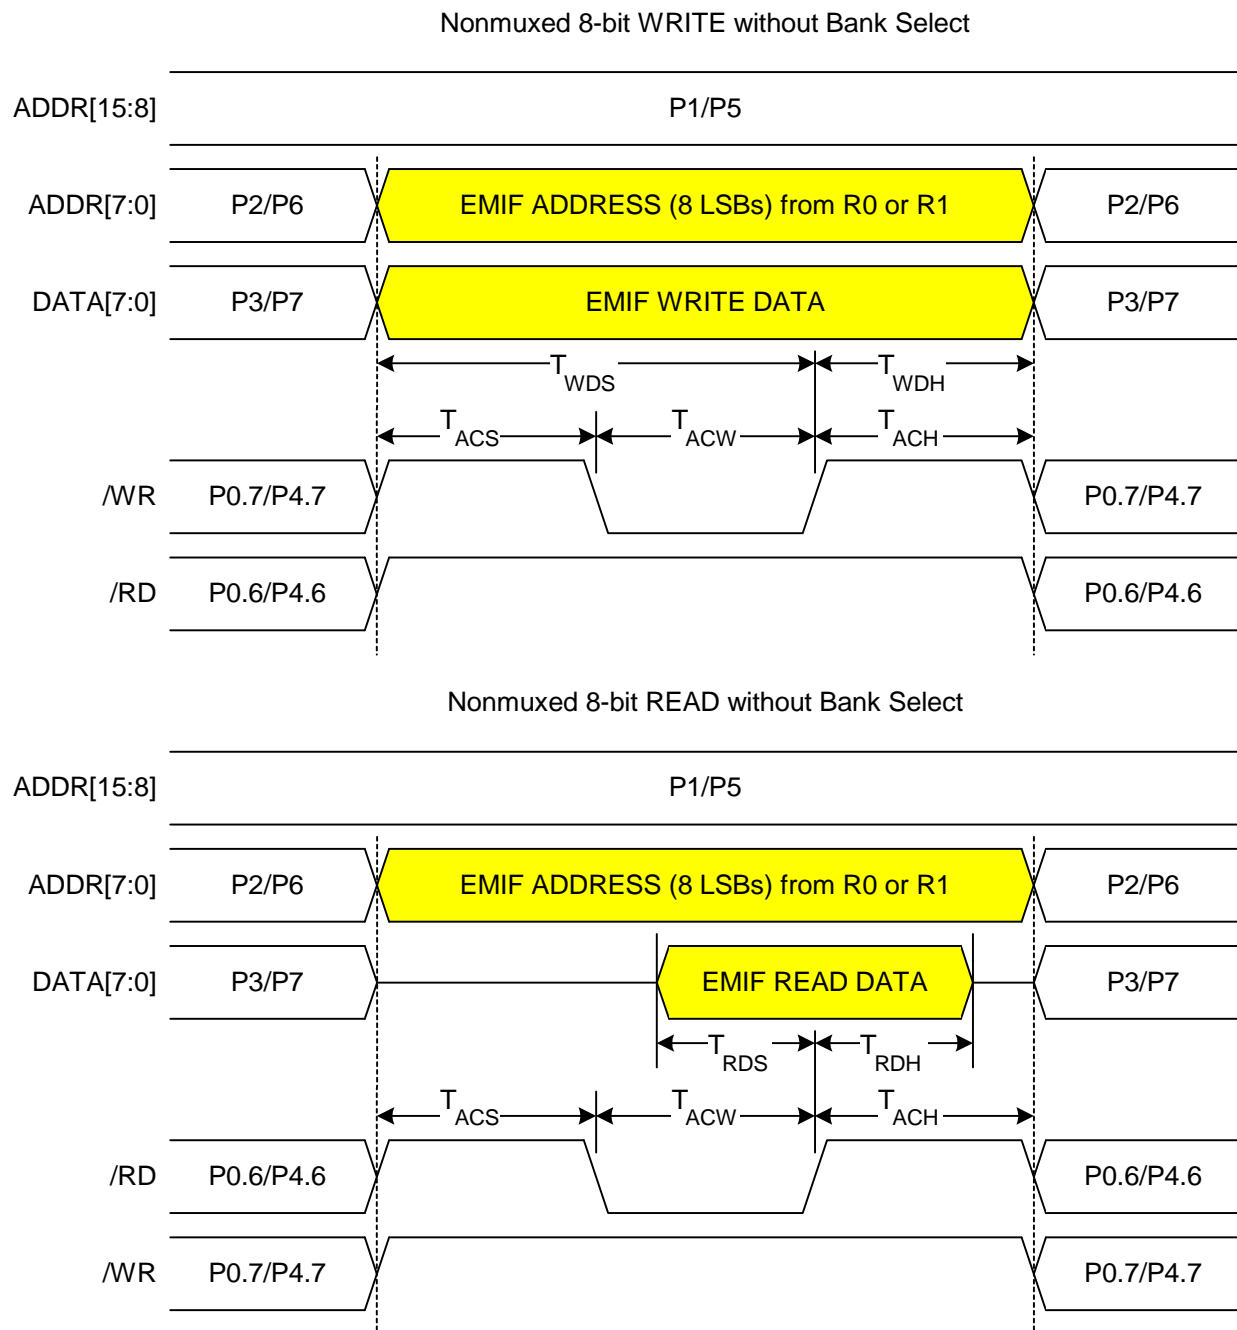 Nonmuxed 8-bit WRITE without Bank Select
ADDR[15:8] P1/P5
ADDR[7:0] P2/P6 EMIF ADDRESS (8 LSBs) from R0 or R1 P2/P6
DATA[7:0] P3/P7 EMIF WRITE DATA P3/P7
TWDS TWDH
TACS TACW TACH
/WR P0.7/P4.7 P0.7/P4.7
/RD P0.6/P4.6 P0.6/P4.6
Nonmuxed 8-bit READ without Bank Select
ADDR[15:8] P1/P5
ADDR[7:0] P2/P6 EMIF ADDRESS (8 LSBs) from R0 or R1 P2/P6
DATA[7:0] P3/P7 EMIF READ DATA P3/P7
TRDS TRDH
TACS TACW TACH
/RD P0.6/P4.6 P0.6/P4.6
/WR P0.7/P4.7 P0.7/P4.7